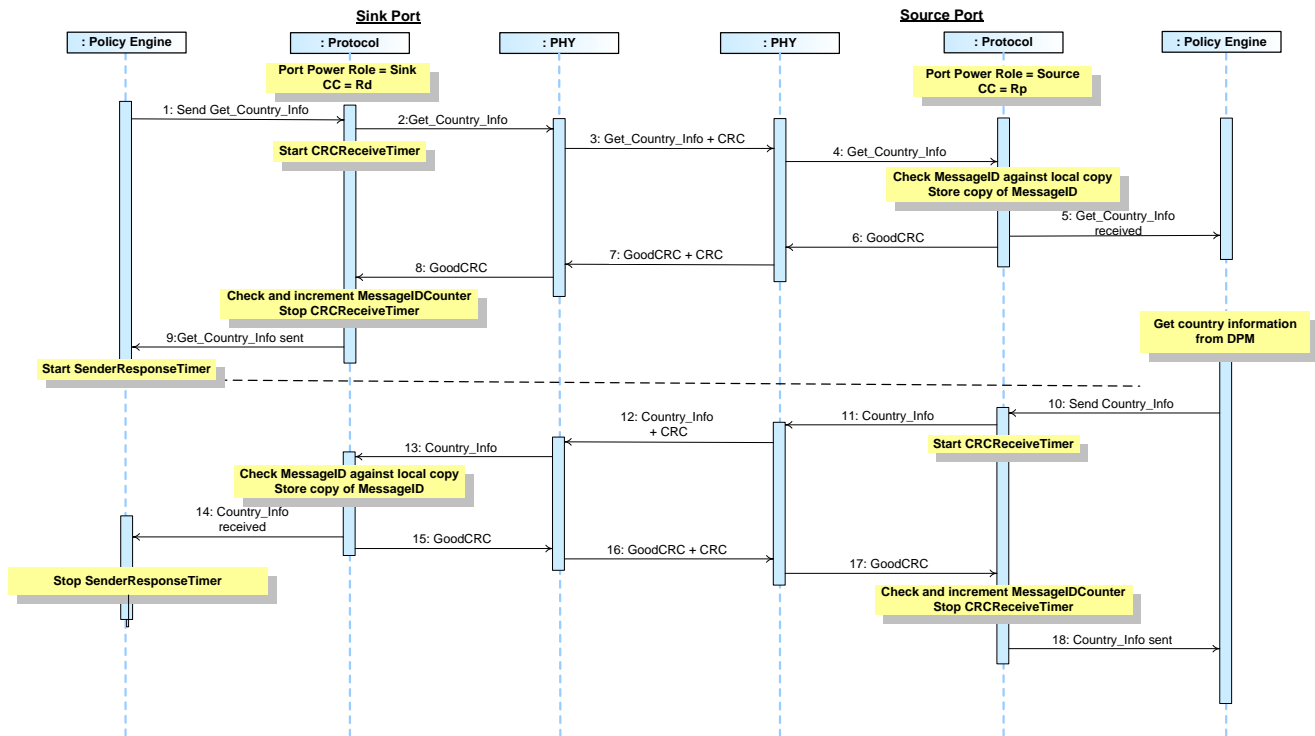 Sink Port
Source Port
: Policy Engine
: Protocol
: PHY
: PHY
: Protocol
: Policy Engine
Port Power Role = Sink
CC = Rd
Port Power Role = Source
CC = Rp
1: Send Get_Country_Info
2:Get_Country_Info
Start CRCReceiveTimer
3: Get_Country_Info + CRC
4: Get_Country_Info
Check MessageID against local copy
Store copy of MessageID
5: Get_Country_Info
received
6: GoodCRC
7: GoodCRC + CRC
8: GoodCRC
Check and increment MessageIDCounter
Stop CRCReceiveTimer
9:Get_Country_Info sent
Start SenderResponseTimer
Get country information
from DPM
10: Send Country_Info
11: Country_Info
Start CRCReceiveTimer
12: Country_Info
+ CRC
13: Country_Info
Check MessageID against local copy
Store copy of MessageID
14: Country_Info
received
15: GoodCRC
16: GoodCRC + CRC
17: GoodCRC
Stop SenderResponseTimer
Check and increment MessageIDCounter
Stop CRCReceiveTimer
18: Country_Info sent